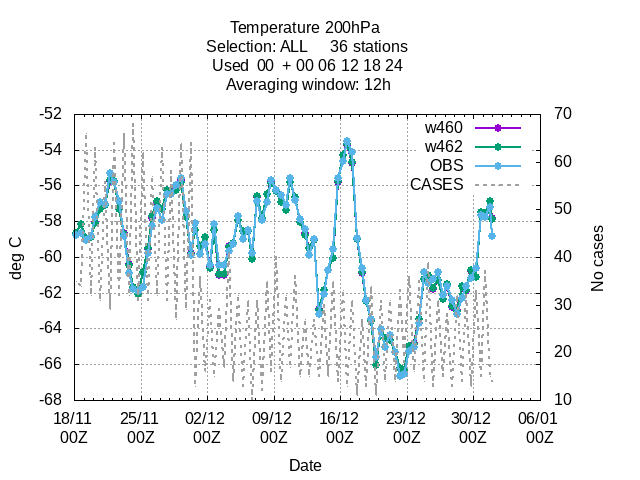 Temperature 200hPa
Selection: ALL 36 stations
Used 00 + 00 06 12 18 24
Averaging window: 12h
-52
-54
-56
-58
-60
-62
-64
-66
-68
deg C
70
60
50
40
30
20
10
No cases
w460
w462
OBS
CASES
18/11 25/11 02/12 09/12 16/12 23/12 30/12 06/01
00Z 00Z 00Z 00Z 00Z 00Z 00Z 00Z
Date